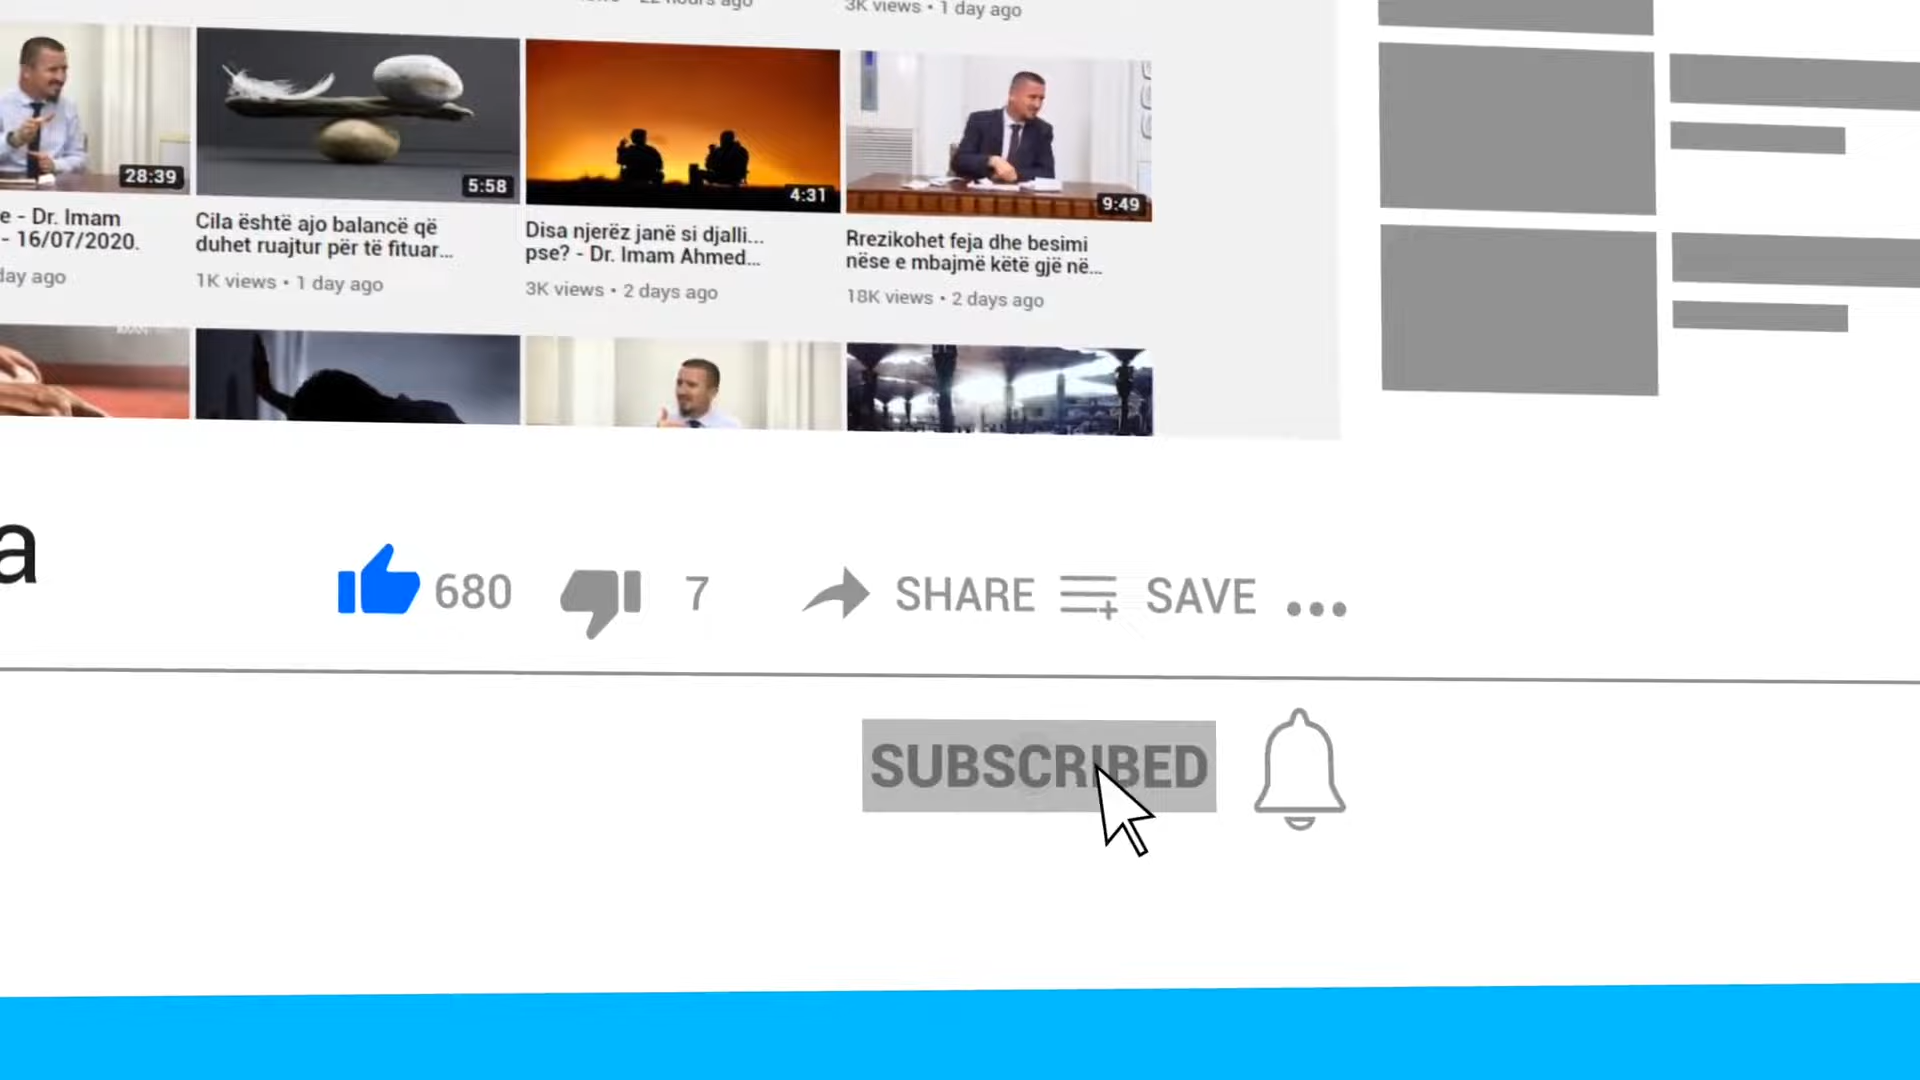 22 hours ago
3K views • 1 day ago
28:39
5:58
4:31
9:49
e - Dr. Imam
- 16/07/2020.
day ago
Cila është ajo balancë që
duhet ruajtur për të fituar...
1K views • 1 day ago
Disa njerëz janë si djalli...
pse? - Dr. Imam Ahmed...
3K views • 2 days ago
Rrezikohet feja dhe besimi
nëse e mbajmë këtë gjë në...
18K views • 2 days ago
a
680
7
SHARE
SAVE
SUBSCRIBED